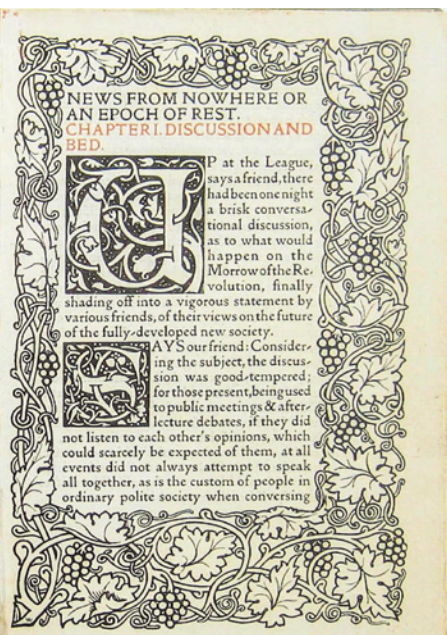 NEWS FROM NOWHERE OR
AN EPOCH OF REST.
CHAPTER I. DISCUSSION AND
BED.
UP at the League,
says a friend, there
had been one night
a brisk conversa-
tional discussion,
as to what would
happen on the
Morrow of the Re-
volution, finally
shading off into a vigorous statement by
various friends, of their views on the future
of the fully-developed new society.
SAYS our friend: Consider-
ing the subject, the discus-
sion was good-tempered;
for those present, being used
to public meetings & after-
lecture debates, if they did
not listen to each other's opinions, which
could scarcely be expected of them, at all
events did not always attempt to speak
all together, as is the custom of people in
ordinary polite society when conversing